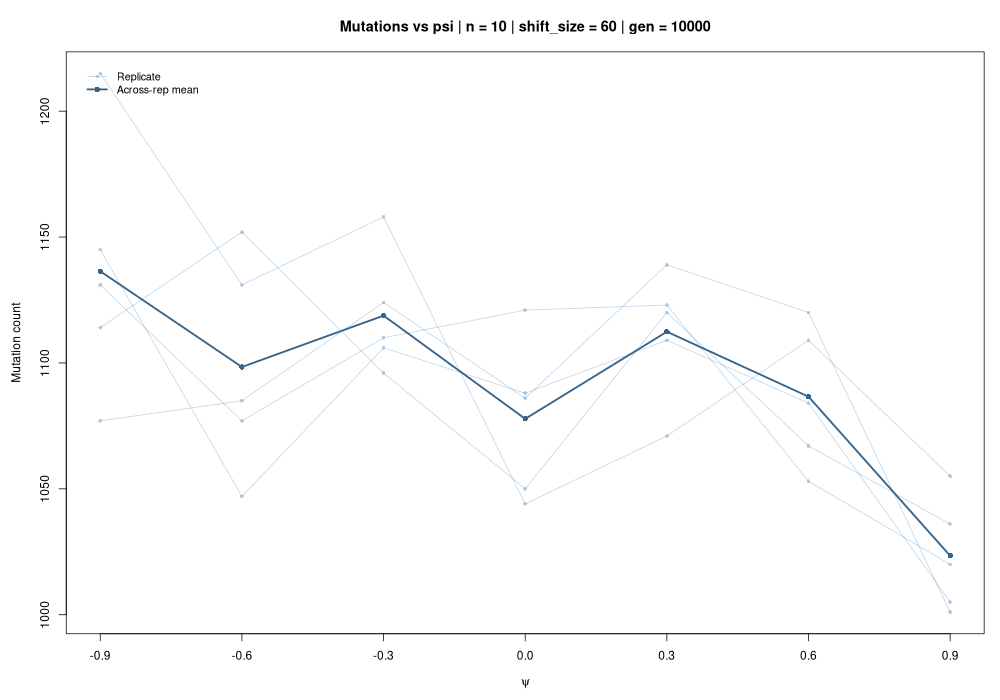 Mutations vs psi | n = 10 | shift_size = 60 | gen = 10000
Replicate
Across-rep mean
Mutation count
1200
1150
1100
1050
1000
-0.9 -0.6 -0.3 0.0 0.3 0.6 0.9
ψ